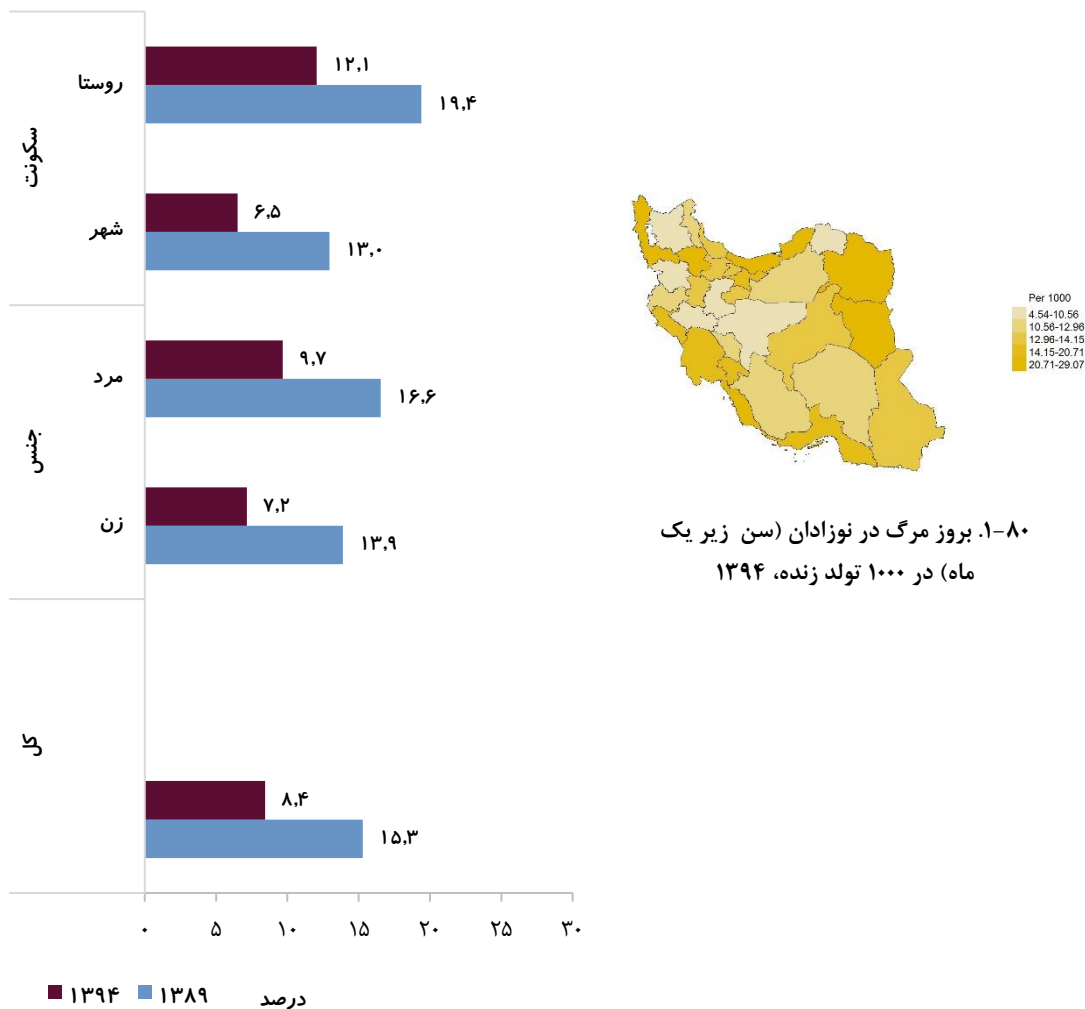 سکونت
روستا
۱۲٫۱
۱۹٫۴
شهر
۶٫۵
۱۳٫۰
جنس
مرد
۹٫۷
۱۶٫۶
زن
۷٫۲
۱۳٫۹
کل
۸٫۴
۱۵٫۳
۰ ۵ ۱۰ ۱۵ ۲۰ ۲۵ ۳۰
درصد
۱۳۸۹
۱۳۹۴
Per 1000
4.54-10.56
10.56-12.96
12.96-14.15
14.15-20.71
20.71-29.07
۱-۸۰. بروز مرگ در نوزادان (سن زیر یک
ماه) در ۱۰۰۰ تولد زنده، ۱۳۹۴